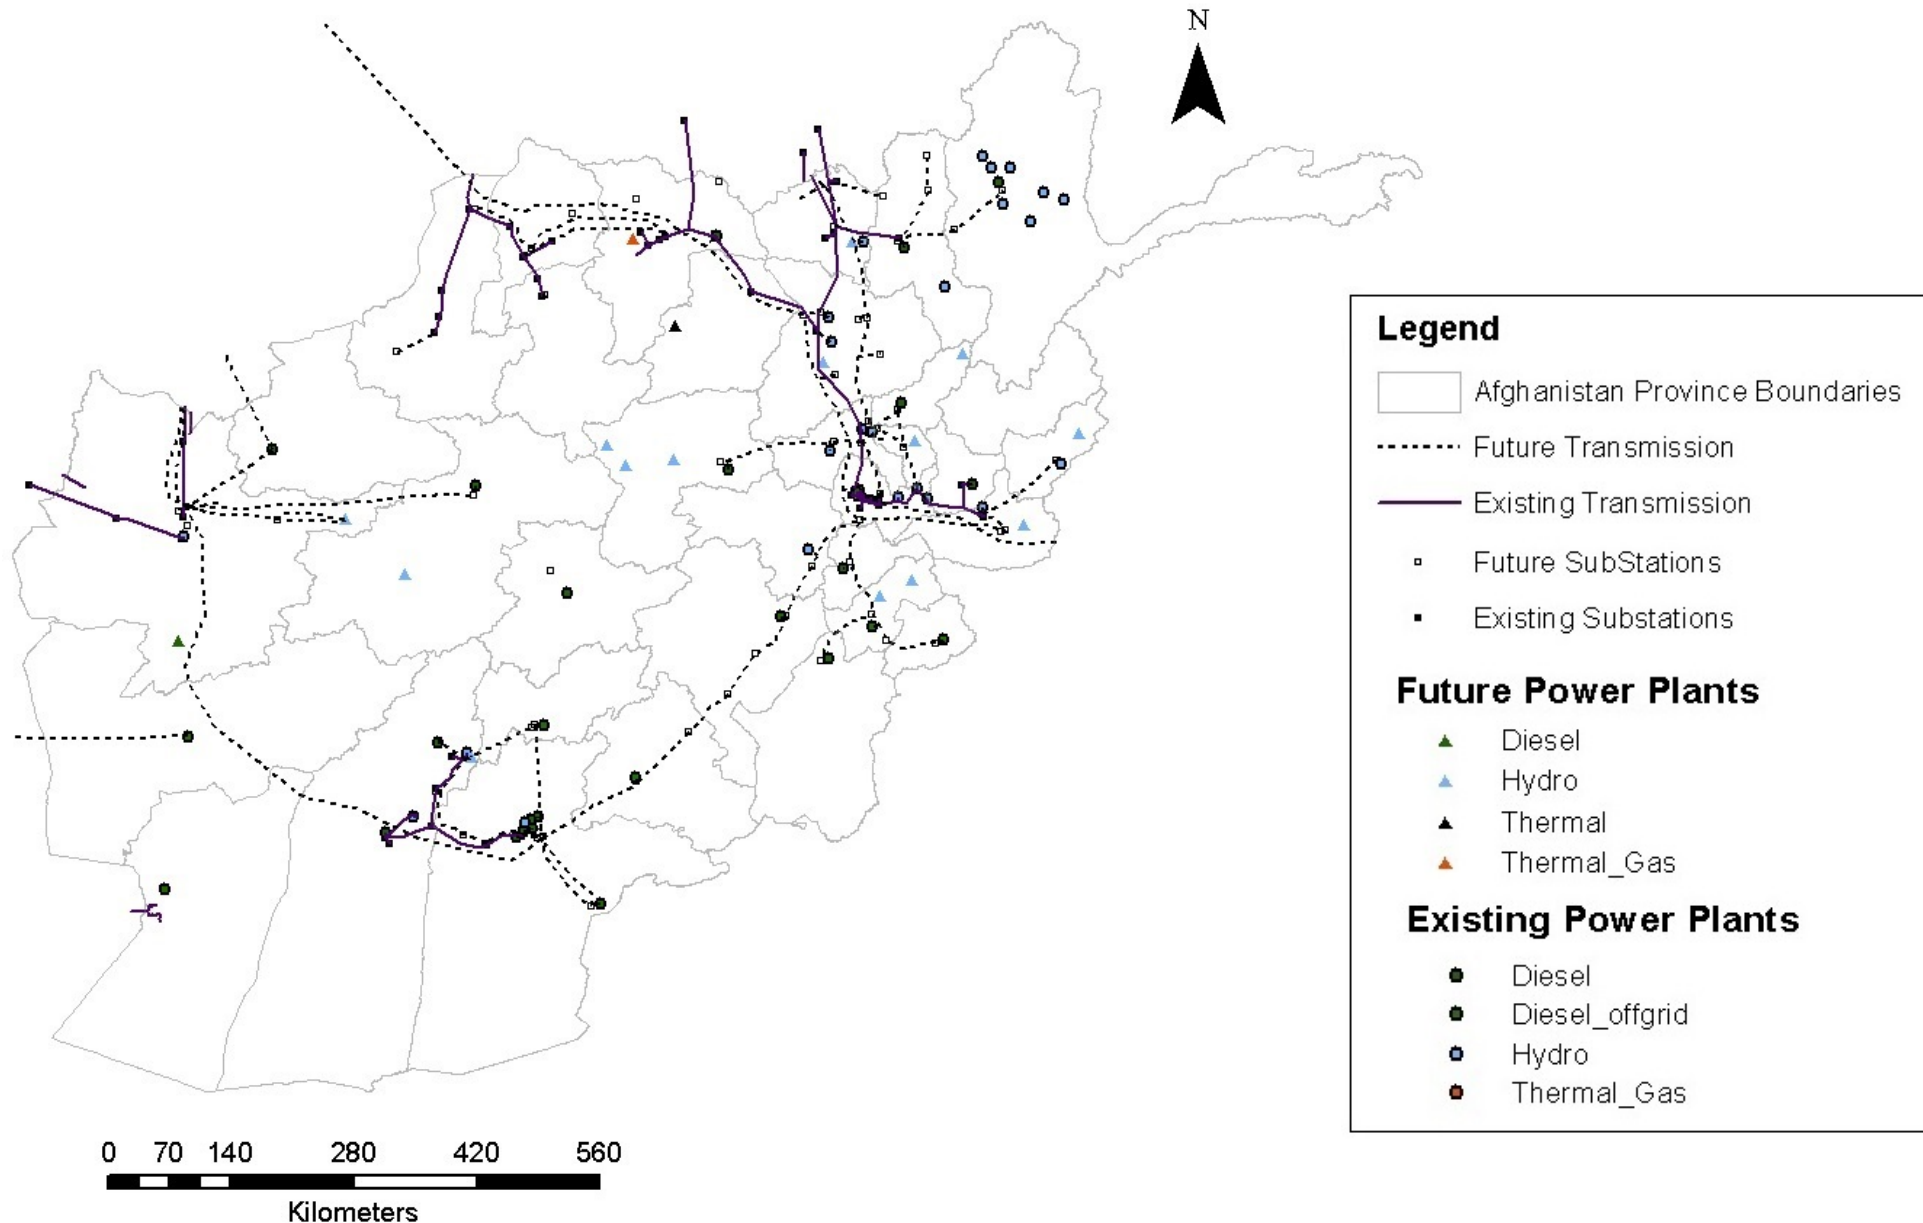 N
Legend
Afghanistan Province Boundaries
Future Transmission
Existing Transmission
Future SubStations
Existing Substations
Future Power Plants
Diesel
Hydro
Thermal
Thermal_Gas
Existing Power Plants
Diesel
Diesel_offgrid
Hydro
Thermal_Gas
0 70 140 280 420 560
Kilometers